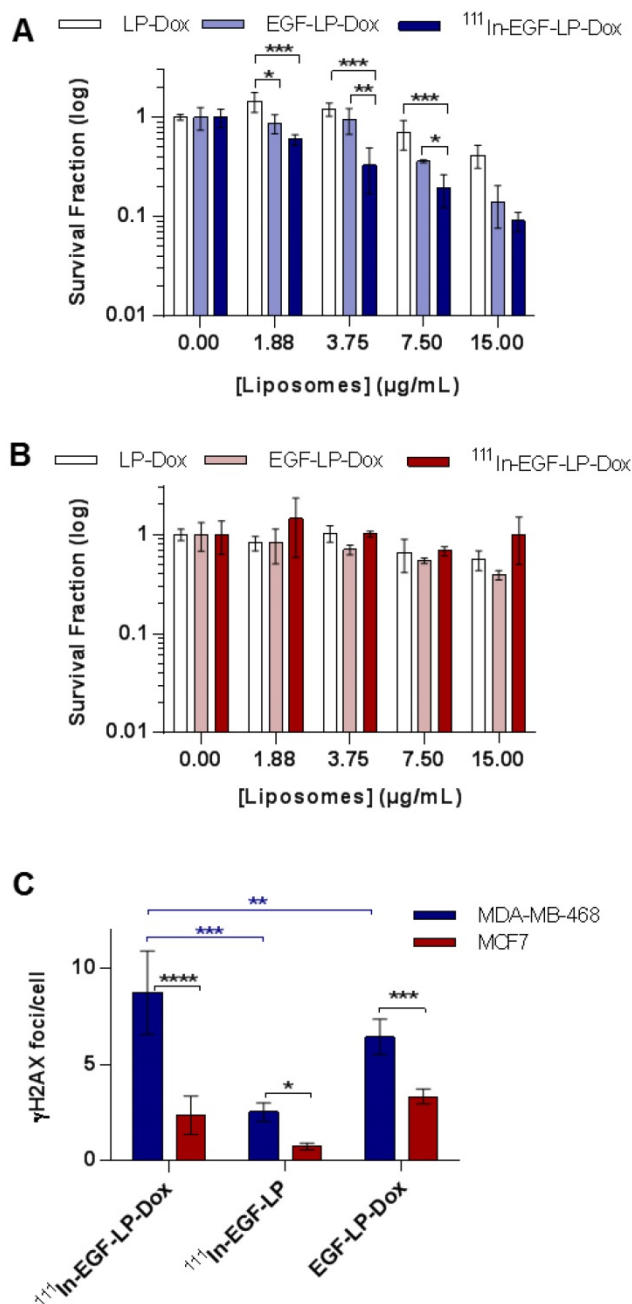 A
LP-Dox EGF-LP-Dox ¹¹¹In-EGF-LP-Dox
*** *** ***
* ** *
Survival Fraction (log)
1
0.1
0.01
0.00 1.88 3.75 7.50 15.00
[Liposomes] (µg/mL)
B
LP-Dox EGF-LP-Dox ¹¹¹In-EGF-LP-Dox
Survival Fraction (log)
1
0.1
0.01
0.00 1.88 3.75 7.50 15.00
[Liposomes] (µg/mL)
C
**
***
MDA-MB-468
MCF7
**** * ***
γH2AX foci/cell
10
5
0
¹¹¹In-EGF-LP-Dox
¹¹¹In-EGF-LP
EGF-LP-Dox